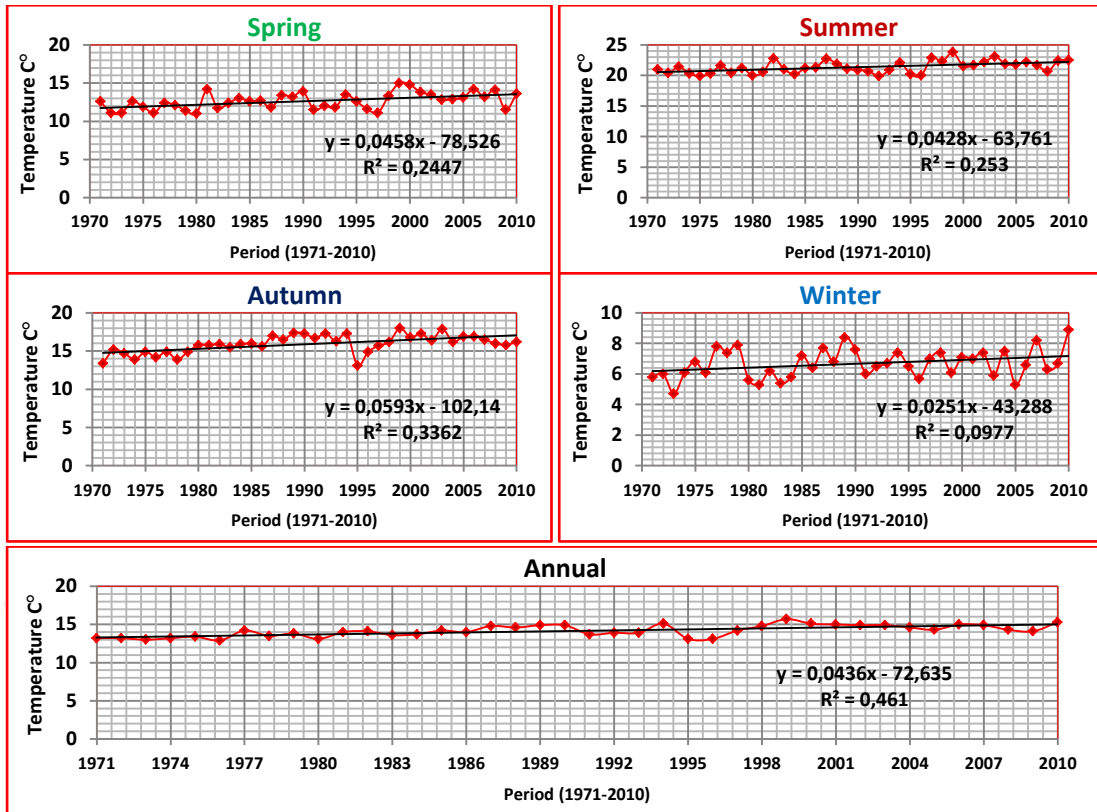 Spring
Temperature C°
20
15
10
5
0
1970 1975 1980 1985 1990 1995 2000 2005 2010
Period (1971-2010)
y = 0,0458x - 78,526
R² = 0,2447
Summer
Temperature C°
25
20
15
10
5
0
1970 1975 1980 1985 1990 1995 2000 2005 2010
Period (1971-2010)
y = 0,0428x - 63,761
R² = 0,253
Autumn
Temperature C°
20
15
10
5
0
1970 1975 1980 1985 1990 1995 2000 2005 2010
Period (1971-2010)
y = 0,0593x - 102,14
R² = 0,3362
Winter
Temperature C°
10
8
6
4
2
0
1970 1975 1980 1985 1990 1995 2000 2005 2010
Period (1971-2010)
y = 0,0251x - 43,288
R² = 0,0977
Annual
Temperature C°
20
15
10
5
0
1971 1974 1977 1980 1983 1986 1989 1992 1995 1998 2001 2004 2007 2010
y = 0,0436x - 72,635
R² = 0,461